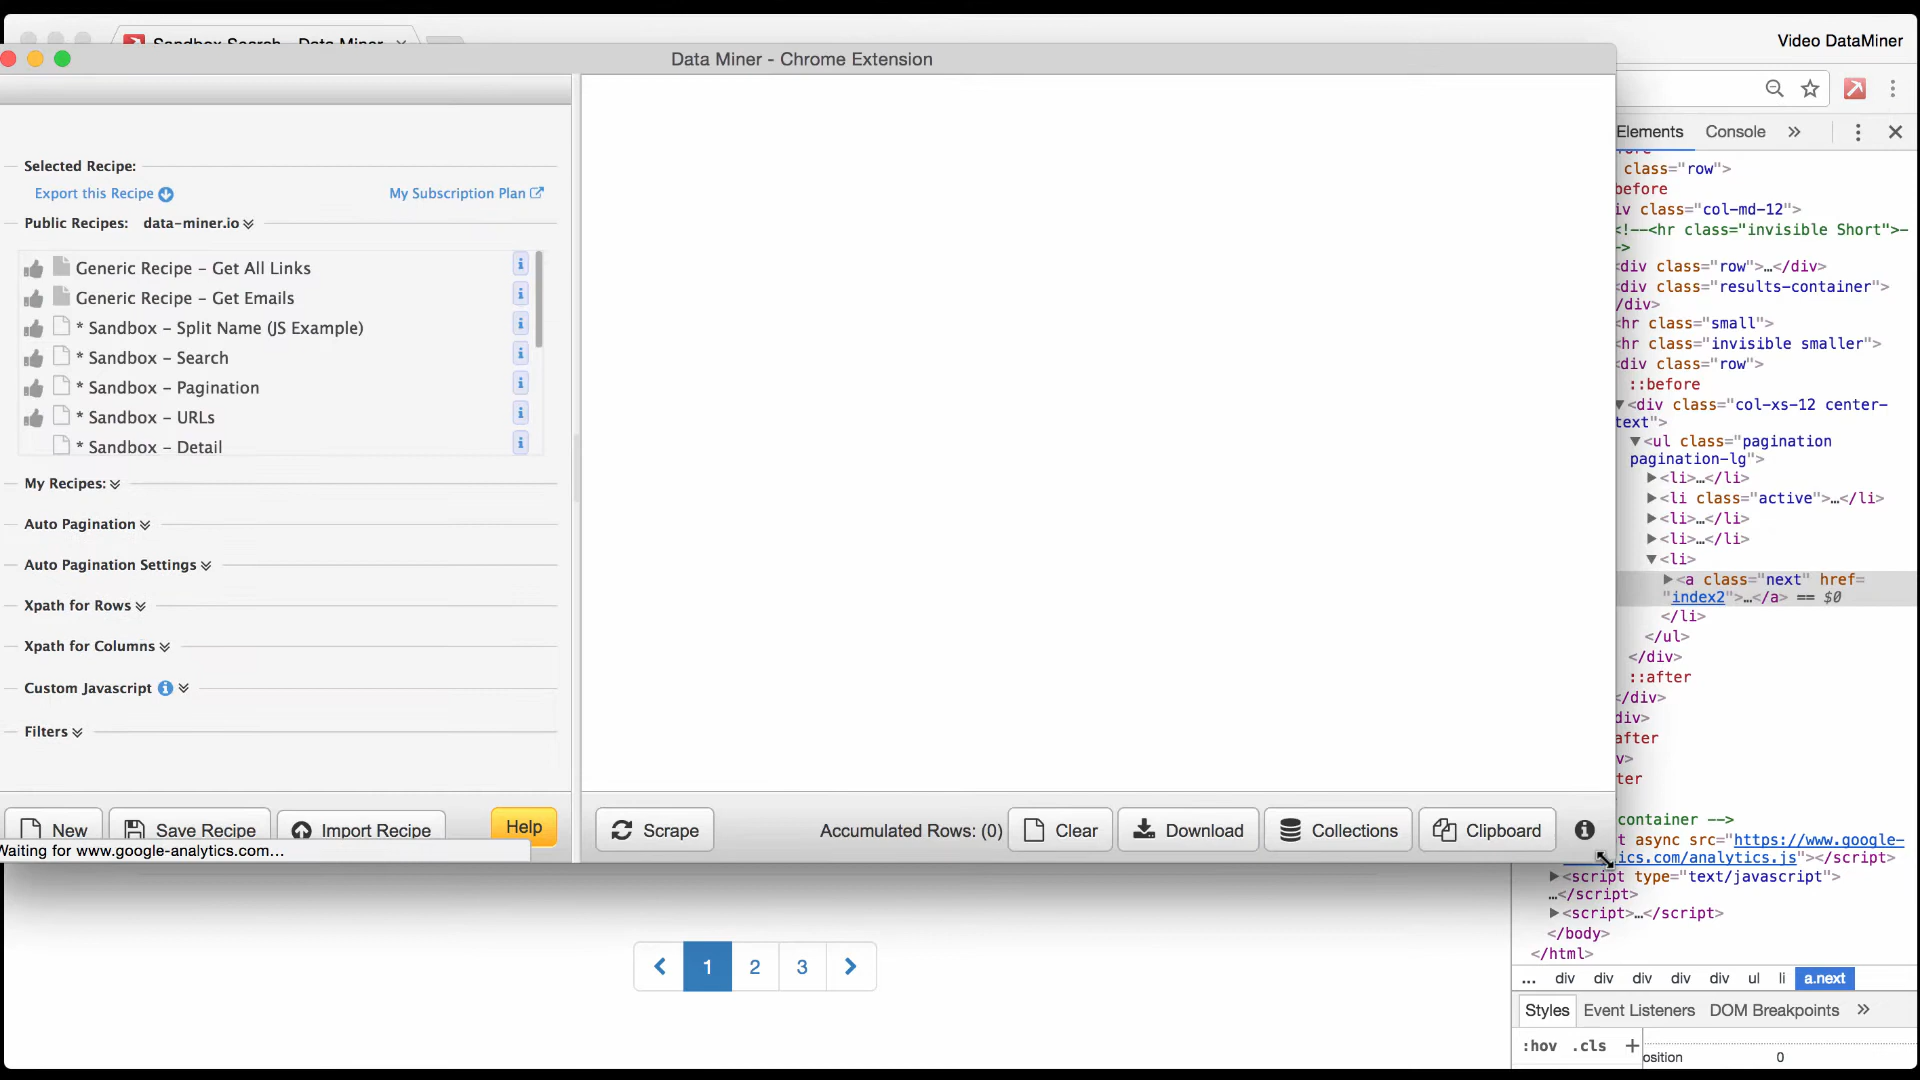 Sandbox Search - Data Miner
Video DataMiner
Data Miner - Chrome Extension
Selected Recipe:
Export this Recipe
My Subscription Plan
Public Recipes: data-miner.io
Generic Recipe - Get All Links
Generic Recipe - Get Emails
* Sandbox - Split Name (JS Example)
* Sandbox - Search
* Sandbox - Pagination
* Sandbox - URLs
* Sandbox - Detail
My Recipes:
Auto Pagination
Auto Pagination Settings
Xpath for Rows
Xpath for Columns
Custom Javascript
Filters
New
Save Recipe
Import Recipe
Help
Waiting for www.google-analytics.com...
Scrape
Accumulated Rows: (0)
Clear
Download
Collections
Clipboard
1
2
3
Elements
Console
class="row">
before
iv class="col-md-12">
<!--<hr class="invisible Short">-
->
<div class="row">…</div>
<div class="results-container">
/div>
<hr class="small">
<hr class="invisible smaller">
<div class="row">
::before
▼<div class="col-xs-12 center-
text">
▼<ul class="pagination
pagination-lg">
▶<li>…</li>
▶<li class="active">…</li>
▶<li>…</li>
▶<li>…</li>
▼<li>
▶<a class="next" href=
"index2">…</a> == $0
</li>
</ul>
</div>
::after
</div>
div>
after
v>
ter
container -->
t async src="https://www.google-
ics.com/analytics.js"></script>
▶<script type="text/javascript">
…</script>
▶<script>…</script>
</body>
</html>
... div div div div div ul li a.next
Styles Event Listeners DOM Breakpoints
:hov .cls +
osition 0